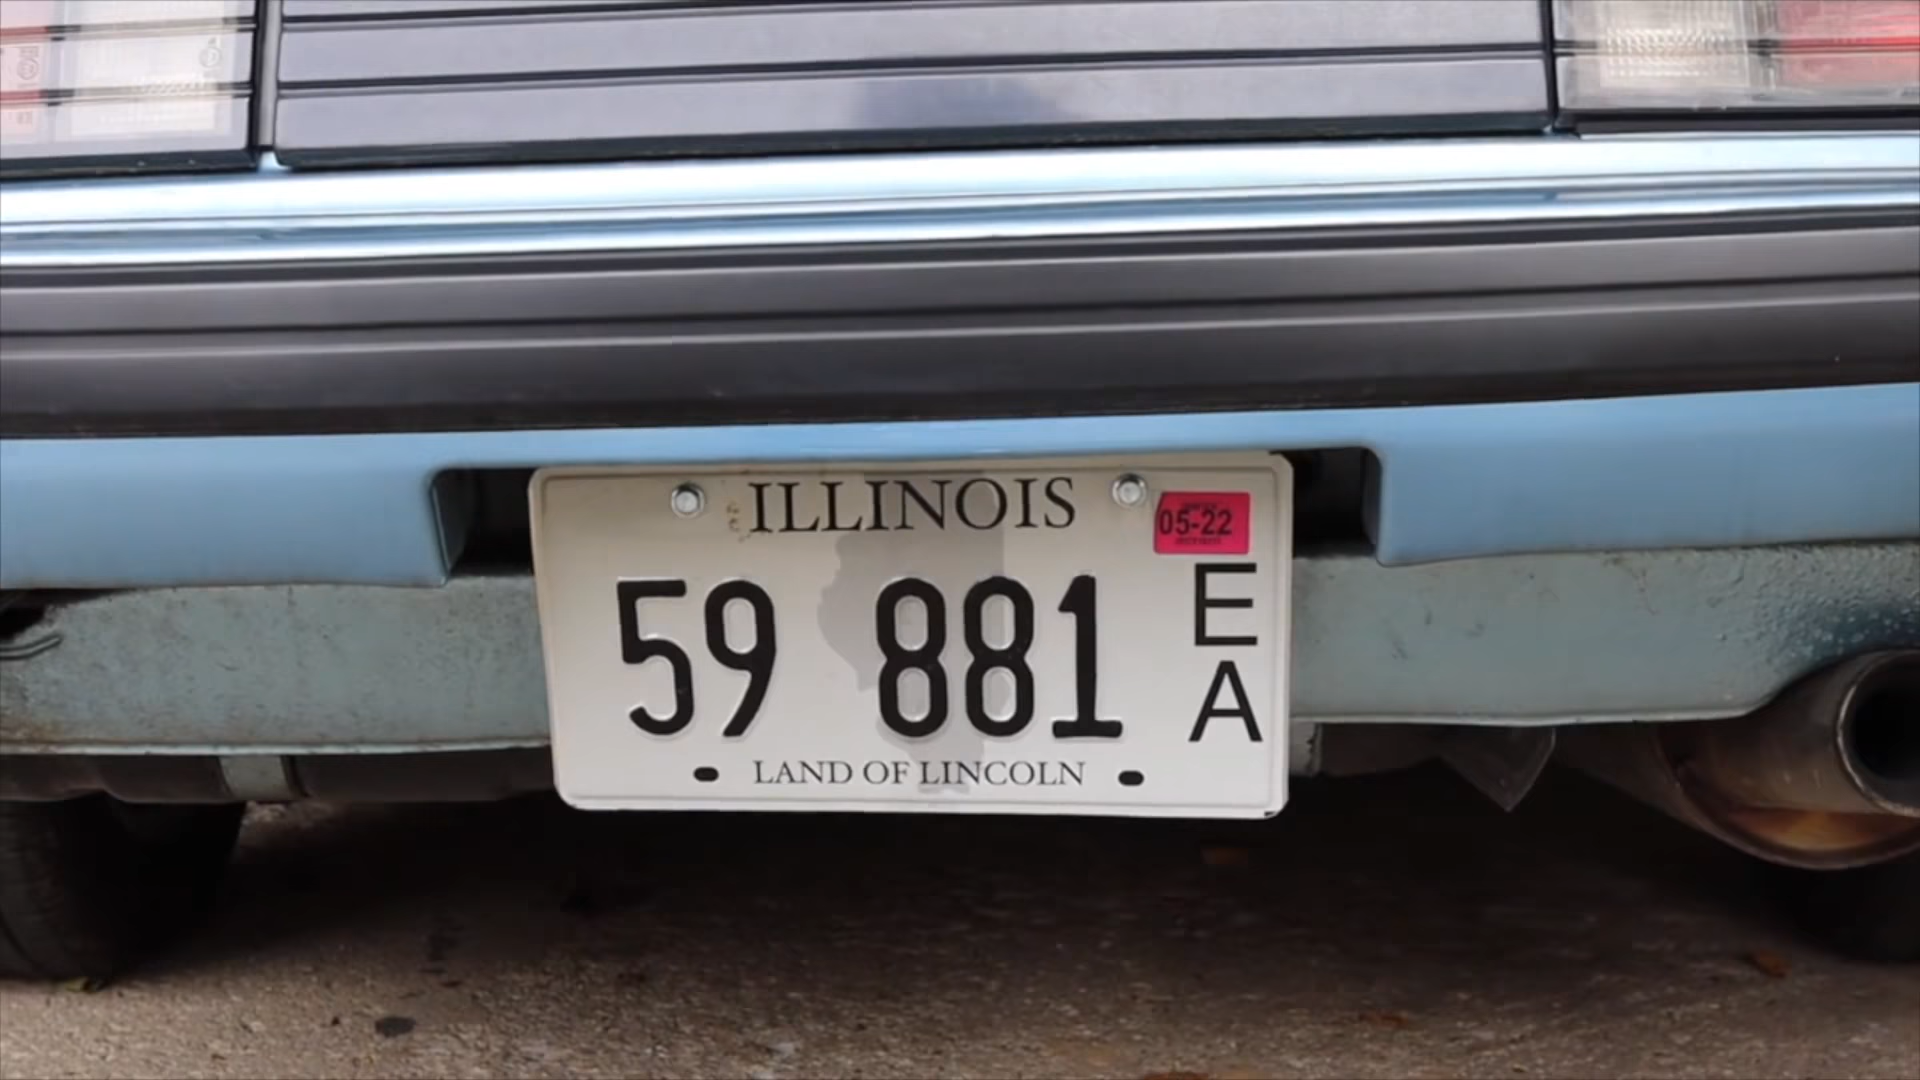 ILLINOIS
05-22
59 881
E
A
LAND OF LINCOLN